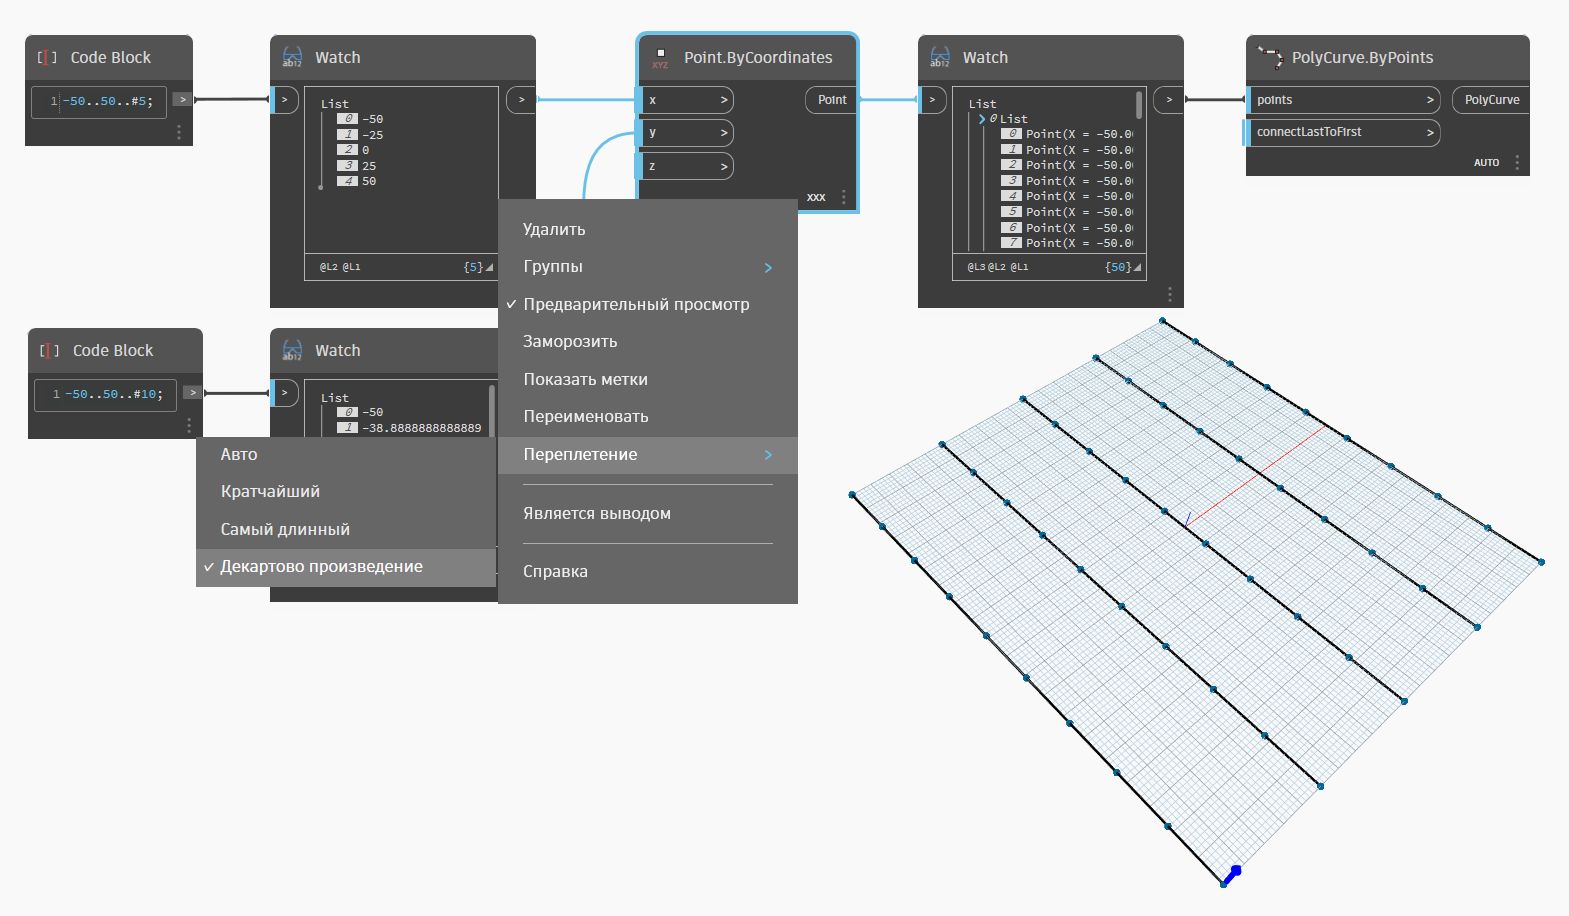 Code Block
1 -50..50..#5;
>
Watch
>
>
List
0 -50
1 -25
2 0
3 25
4 50
@L2 @L1 {5}
XYZ Point.ByCoordinates
x >
y >
z >
Point
XXX
Watch
>
>
List
0 List
0 Point(X = -50.0
1 Point(X = -50.0
2 Point(X = -50.0
3 Point(X = -50.0
4 Point(X = -50.0
5 Point(X = -50.0
6 Point(X = -50.0
7 Point(X = -50.0
@L3 @L2 @L1 {50}
PolyCurve.ByPoints
points >
connectLastToFirst >
PolyCurve
AUTO
Code Block
1 -50..50..#10;
>
Watch
>
List
0 -50
1 -38.8888888888889
Удалить
Группы
Предварительный просмотр
Заморозить
Показать метки
Переименовать
Переплетение
Является выводом
Справка
Авто
Кратчайший
Самый длинный
Декартово произведение